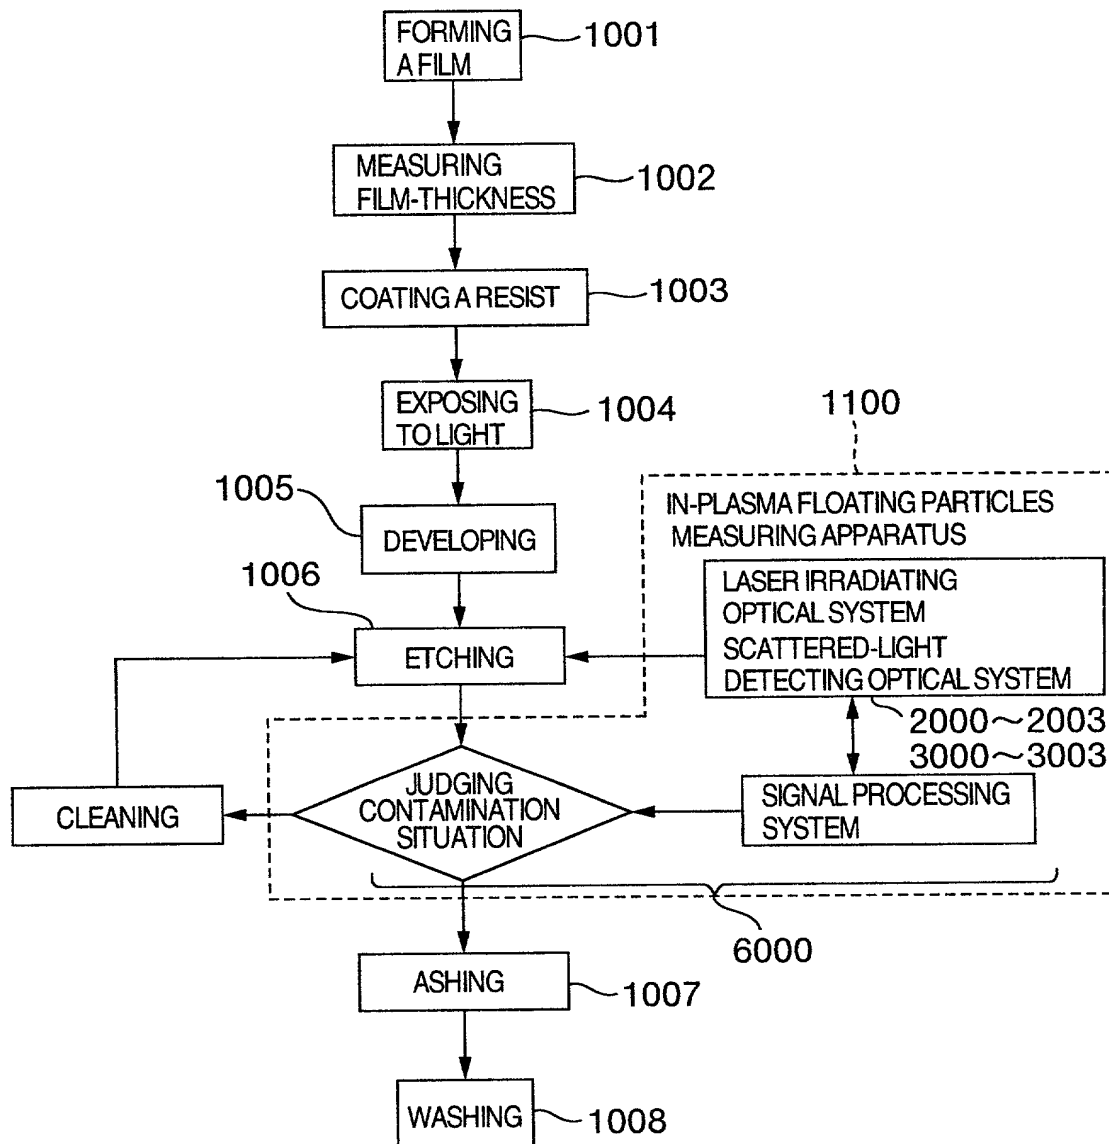 FORMING
A FILM
1001
MEASURING
FILM-THICKNESS
1002
COATING A RESIST
1003
EXPOSING
TO LIGHT
1004
1100
1005
DEVELOPING
IN-PLASMA FLOATING PARTICLES
MEASURING APPARATUS
1006
ETCHING
LASER IRRADIATING
OPTICAL SYSTEM
SCATTERED-LIGHT
DETECTING OPTICAL SYSTEM
2000～2003
3000～3003
CLEANING
JUDGING
CONTAMINATION
SITUATION
SIGNAL PROCESSING
SYSTEM
6000
ASHING
1007
WASHING
1008